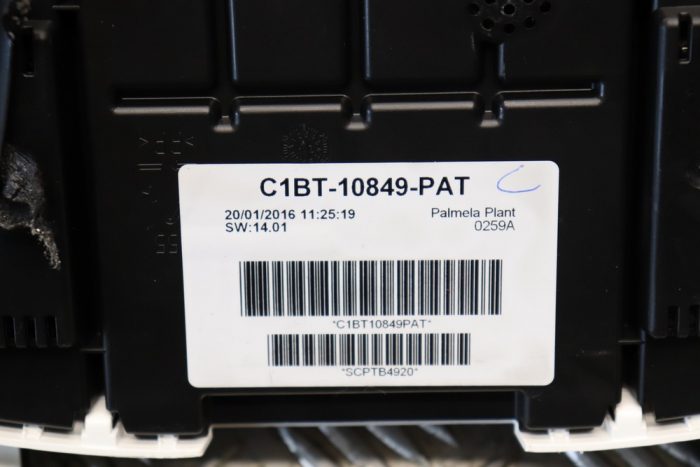 C1BT-10849-PAT
20/01/2016 11:25:19 Palmela Plant
SW:14.01 0259A
*C1BT10849PAT*
*SCPTB4920*